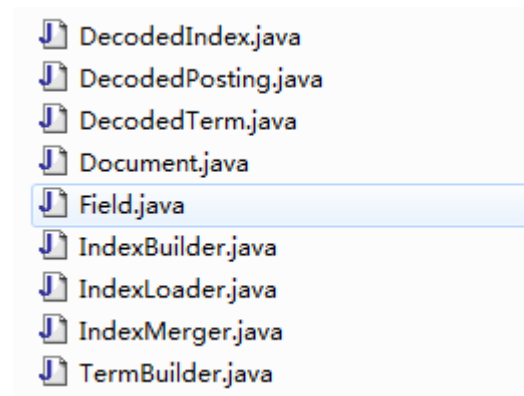 DecodedIndex.java
DecodedPosting.java
DecodedTerm.java
Document.java
Field.java
IndexBuilder.java
IndexLoader.java
IndexMerger.java
TermBuilder.java